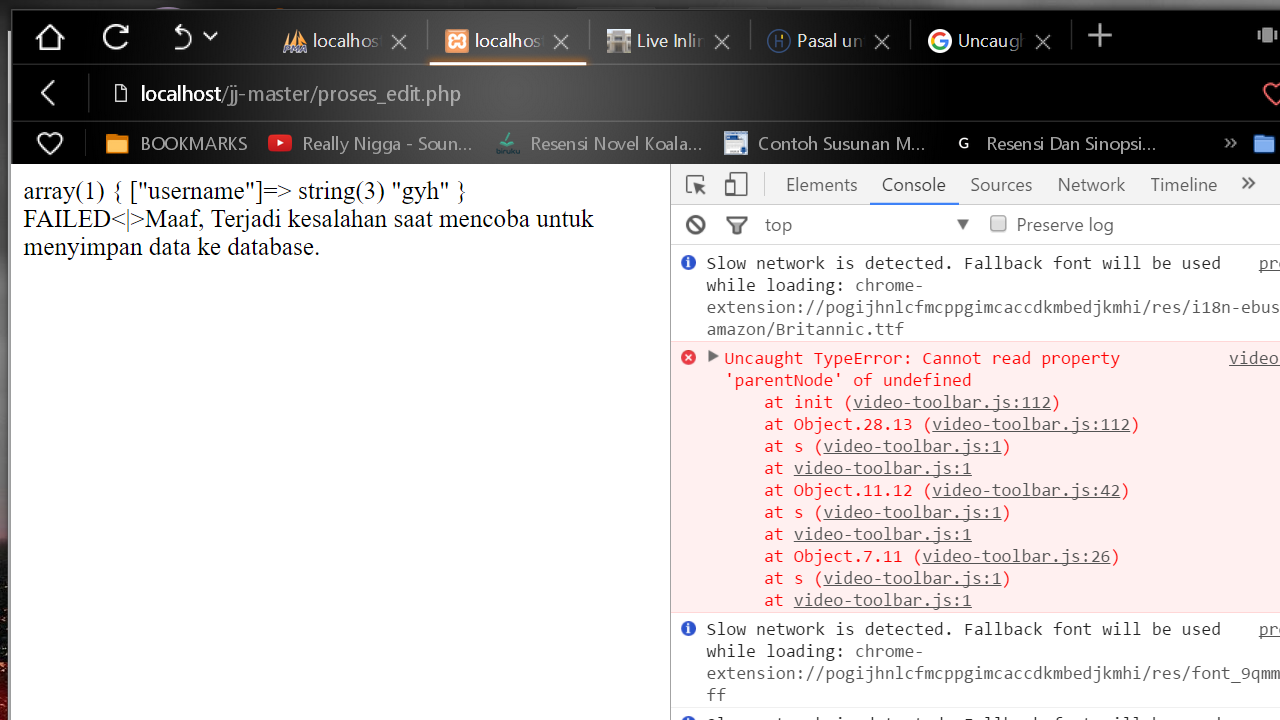 localhos
localhos
Live Inlin
Pasal un
Uncaugh
localhost/jj-master/proses_edit.php
BOOKMARKS
Really Nigga - Soun...
Resensi Novel Koala...
Contoh Susunan M...
G Resensi Dan Sinopsi...
array(1) { ["username"]=> string(3) "gyh" }
FAILED<|>Maaf, Terjadi kesalahan saat mencoba untuk
menyimpan data ke database.
Elements Console Sources Network Timeline
top Preserve log
Slow network is detected. Fallback font will be used pro
while loading: chrome-
extension://pogijhnlcfmcppgimcaccdkmbedjkmhi/res/i18n-ebus
amazon/Britannic.ttf
Uncaught TypeError: Cannot read property video
'parentNode' of undefined
at init (video-toolbar.js:112)
at Object.28.13 (video-toolbar.js:112)
at s (video-toolbar.js:1)
at video-toolbar.js:1
at Object.11.12 (video-toolbar.js:42)
at s (video-toolbar.js:1)
at video-toolbar.js:1
at Object.7.11 (video-toolbar.js:26)
at s (video-toolbar.js:1)
at video-toolbar.js:1
Slow network is detected. Fallback font will be used pro
while loading: chrome-
extension://pogijhnlcfmcppgimcaccdkmbedjkmhi/res/font_9qmm
ff